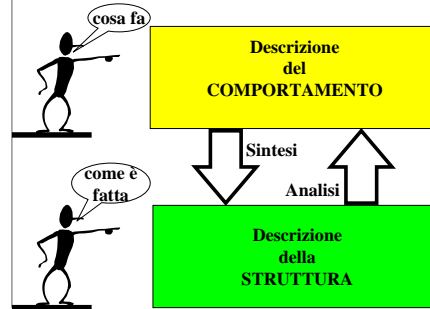 cosa fa
Descrizione
del
COMPORTAMENTO
Sintesi
Analisi
come è
fatta
Descrizione
della
STRUTTURA